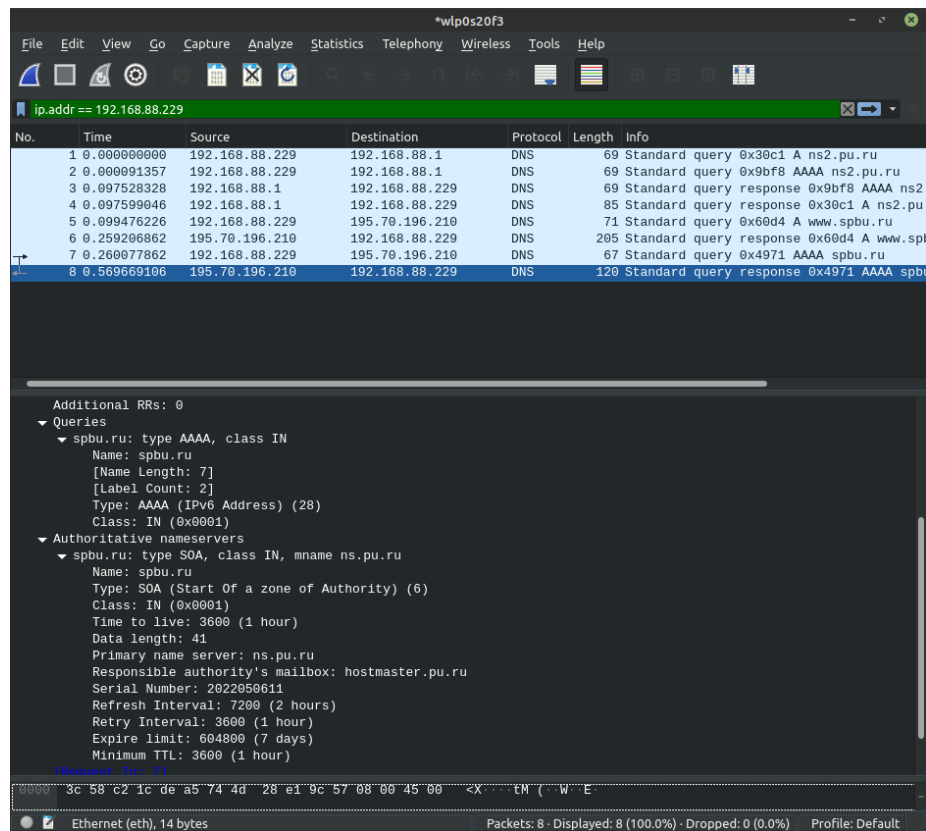 *wlp0s20f3
File Edit View Go Capture Analyze Statistics Telephony Wireless Tools Help
ip.addr == 192.168.88.229
No. Time Source Destination Protocol Length Info
1 0.000000000 192.168.88.229 192.168.88.1 DNS 69 Standard query 0x30c1 A ns2.pu.ru
2 0.000091357 192.168.88.229 192.168.88.1 DNS 69 Standard query 0x9bf8 AAAA ns2.pu.ru
3 0.097528328 192.168.88.1 192.168.88.229 DNS 69 Standard query response 0x9bf8 AAAA ns2
4 0.097599046 192.168.88.1 192.168.88.229 DNS 85 Standard query response 0x30c1 A ns2.pu
5 0.099476226 192.168.88.229 195.70.196.210 DNS 71 Standard query 0x60d4 A www.spbu.ru
6 0.259206862 195.70.196.210 192.168.88.229 DNS 205 Standard query response 0x60d4 A www.spb
7 0.260077862 192.168.88.229 195.70.196.210 DNS 67 Standard query 0x4971 AAAA spbu.ru
8 0.569669106 195.70.196.210 192.168.88.229 DNS 120 Standard query response 0x4971 AAAA spbu
Additional RRs: 0
Queries
spbu.ru: type AAAA, class IN
Name: spbu.ru
[Name Length: 7]
[Label Count: 2]
Type: AAAA (IPv6 Address) (28)
Class: IN (0x0001)
Authoritative nameservers
spbu.ru: type SOA, class IN, mname ns.pu.ru
Name: spbu.ru
Type: SOA (Start Of a zone of Authority) (6)
Class: IN (0x0001)
Time to live: 3600 (1 hour)
Data length: 41
Primary name server: ns.pu.ru
Responsible authority's mailbox: hostmaster.pu.ru
Serial Number: 2022050611
Refresh Interval: 7200 (2 hours)
Retry Interval: 3600 (1 hour)
Expire limit: 604800 (7 days)
Minimum TTL: 3600 (1 hour)
[Request In: 7]
0000 3c 58 c2 1c de a5 74 4d 28 e1 9c 57 08 00 45 00 <X····tM (··W··E·
Ethernet (eth), 14 bytes Packets: 8 · Displayed: 8 (100.0%) · Dropped: 0 (0.0%) Profile: Default